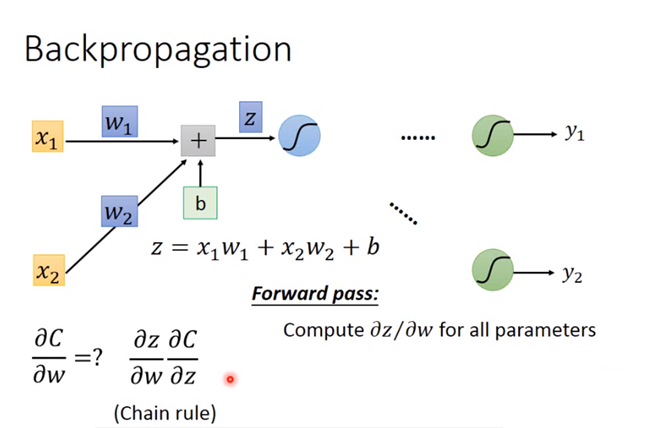 Backpropagation
x₁
w₁
+
z
...... y₁
b
w₂
......
z = x₁w₁ + x₂w₂ + b
x₂
y₂
Forward pass:
Compute ∂z/∂w for all parameters
∂C/∂w =? ∂z/∂w ∂C/∂z
(Chain rule)